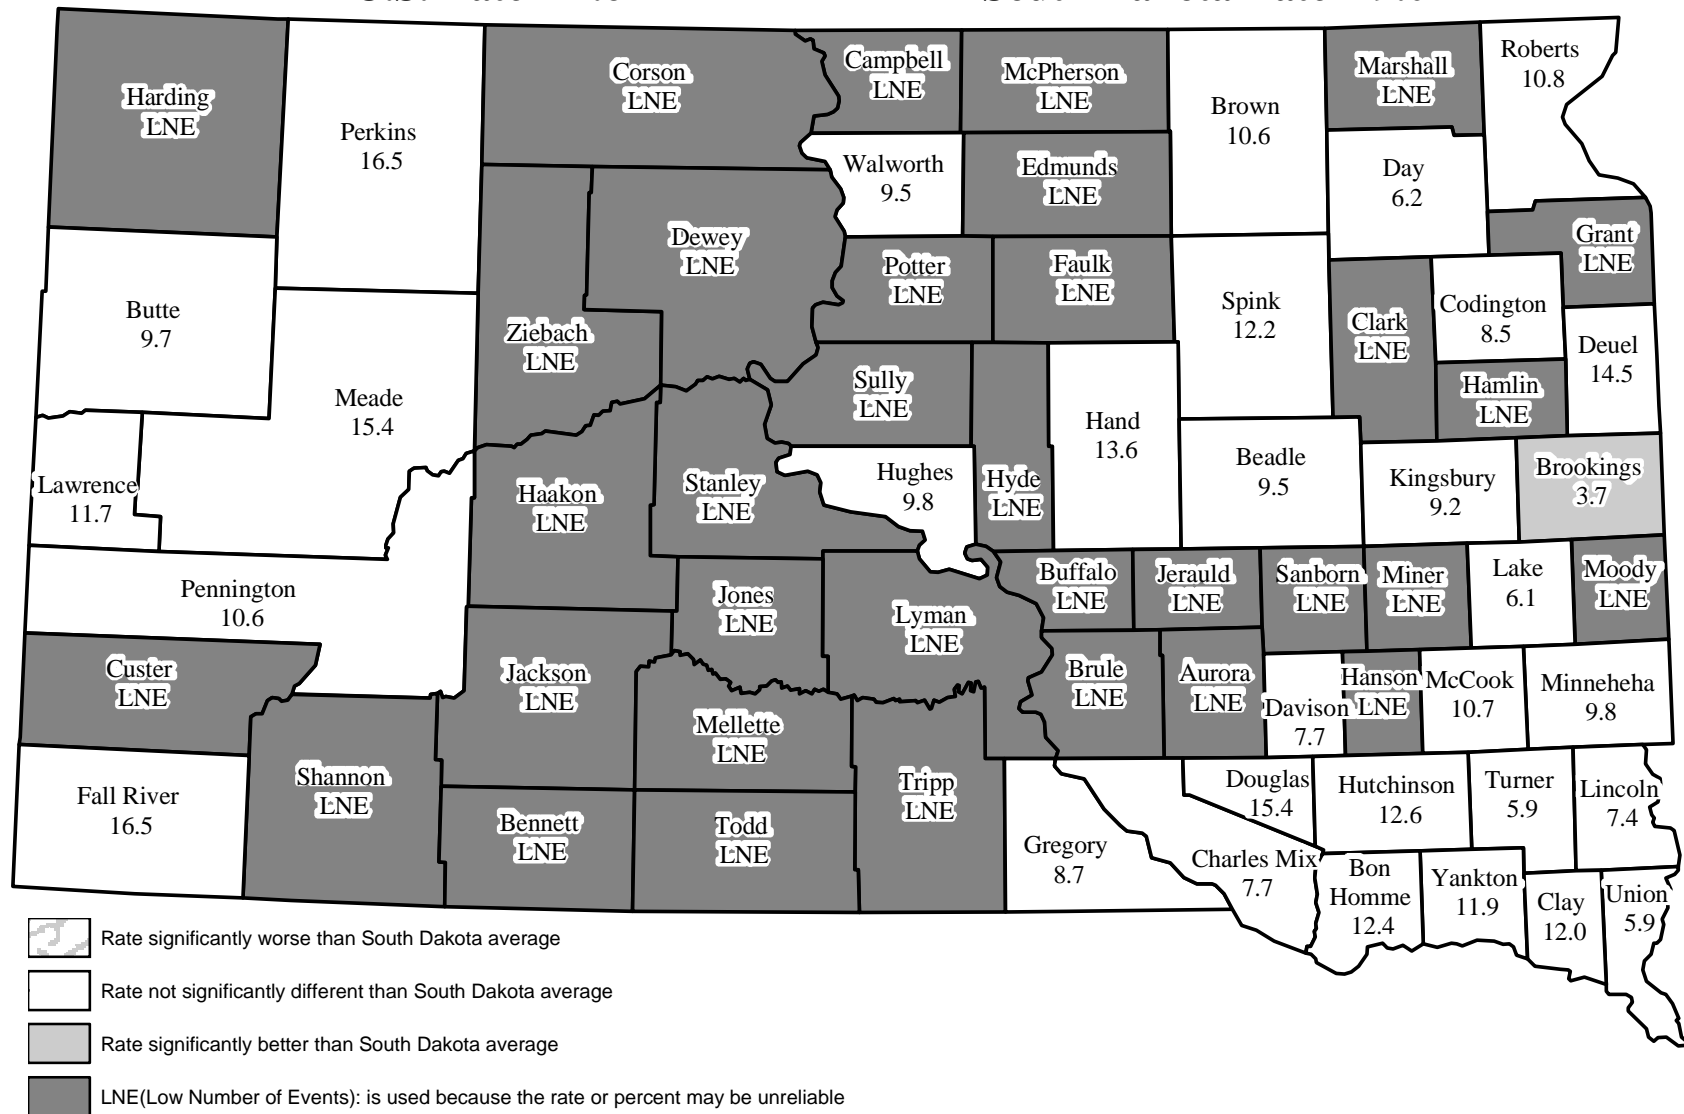 Harding
LNE
Perkins
16.5
Corson
LNE
Campbell
LNE
McPherson
LNE
Brown
10.6
Marshall
LNE
Roberts
10.8
Walworth
9.5
Edmunds
LNE
Day
6.2
Dewey
LNE
Potter
LNE
Faulk
LNE
Grant
LNE
Butte
9.7
Ziebach
LNE
Spink
12.2
Clark
LNE
Codington
8.5
Deuel
14.5
Meade
15.4
Sully
LNE
Hand
13.6
Hamlin
LNE
Lawrence
11.7
Haakon
LNE
Stanley
LNE
Hughes
9.8
Hyde
LNE
Beadle
9.5
Kingsbury
9.2
Brookings
3.7
Pennington
10.6
Jones
LNE
Lyman
LNE
Buffalo
LNE
Jerauld
LNE
Sanborn
LNE
Miner
LNE
Lake
6.1
Moody
LNE
Custer
LNE
Jackson
LNE
Mellette
LNE
Brule
LNE
Aurora
LNE
Davison
7.7
Hanson
LNE
McCook
10.7
Minneheha
9.8
Fall River
16.5
Shannon
LNE
Bennett
LNE
Todd
LNE
Tripp
LNE
Gregory
8.7
Charles Mix
7.7
Douglas
15.4
Hutchinson
12.6
Turner
5.9
Lincoln
7.4
Bon
Homme
12.4
Yankton
11.9
Clay
12.0
Union
5.9
Rate significantly worse than South Dakota average
Rate not significantly different than South Dakota average
Rate significantly better than South Dakota average
LNE(Low Number of Events): is used because the rate or percent may be unreliable